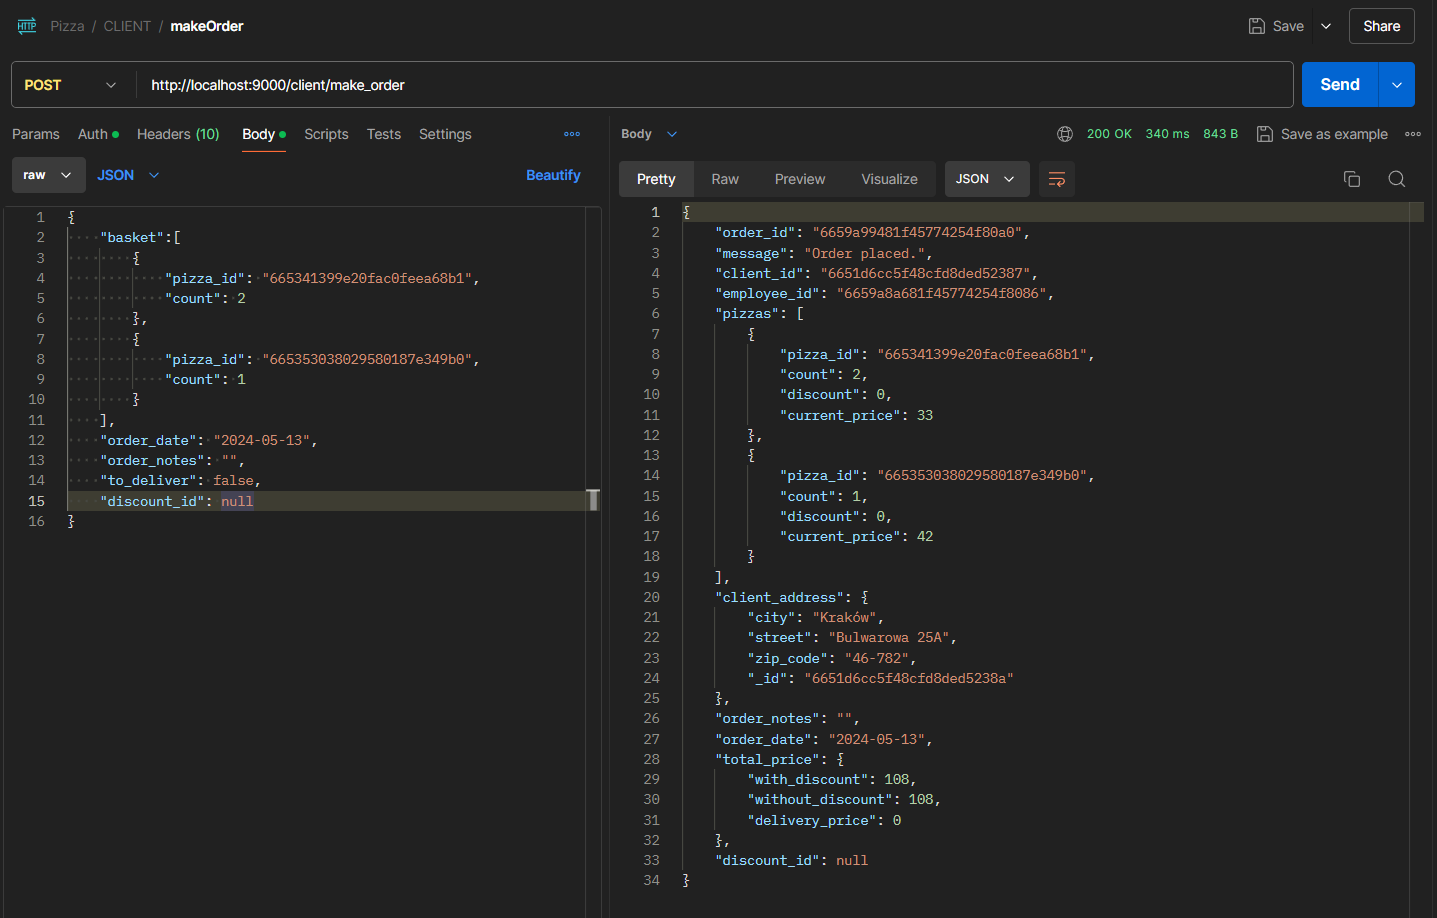 HTTP Pizza / CLIENT / makeOrder Save Share
POST http://localhost:9000/client/make_order Send
Params Auth Headers (10) Body Scripts Tests Settings
raw JSON Beautify
1 {
2 "basket":[
3 {
4 "pizza_id": "665341399e20fac0feea68b1",
5 "count": 2
6 },
7 {
8 "pizza_id": "665353038029580187e349b0",
9 "count": 1
10 }
11 ],
12 "order_date": "2024-05-13",
13 "order_notes": "",
14 "to_deliver": false,
15 "discount_id": null
16 }
Body 200 OK 340 ms 843 B Save as example
Pretty Raw Preview Visualize JSON
1 {
2 "order_id": "6659a99481f45774254f80a0",
3 "message": "Order placed.",
4 "client_id": "6651d6cc5f48cfd8ded52387",
5 "employee_id": "6659a8a681f45774254f8086",
6 "pizzas": [
7 {
8 "pizza_id": "665341399e20fac0feea68b1",
9 "count": 2,
10 "discount": 0,
11 "current_price": 33
12 },
13 {
14 "pizza_id": "665353038029580187e349b0",
15 "count": 1,
16 "discount": 0,
17 "current_price": 42
18 }
19 ],
20 "client_address": {
21 "city": "Kraków",
22 "street": "Bulwarowa 25A",
23 "zip_code": "46-782",
24 "_id": "6651d6cc5f48cfd8ded5238a"
25 },
26 "order_notes": "",
27 "order_date": "2024-05-13",
28 "total_price": {
29 "with_discount": 108,
30 "without_discount": 108,
31 "delivery_price": 0
32 },
33 "discount_id": null
34 }